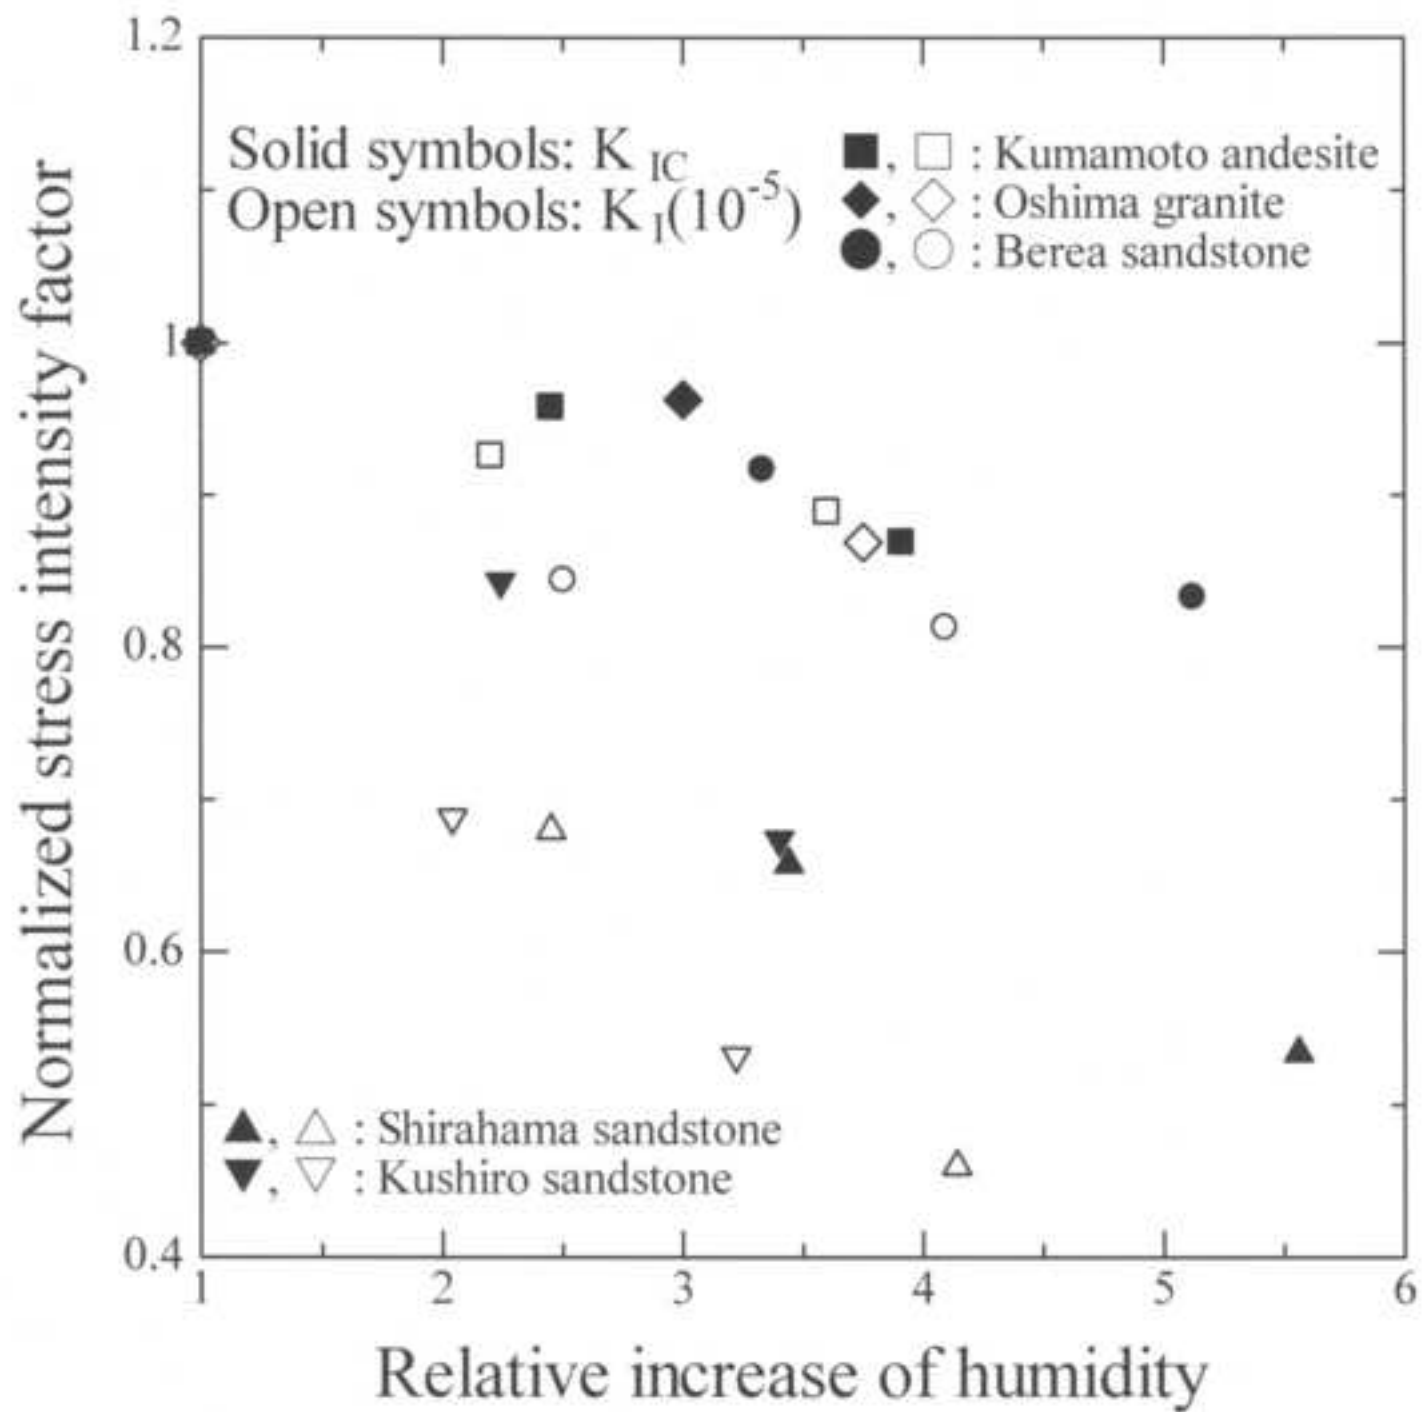 1.2
Solid symbols: K IC
Open symbols: K I(10-5)
■, □ : Kumamoto andesite
◆, ◇ : Oshima granite
●, ○ : Berea sandstone
1
0.8
0.6
0.4
Normalized stress intensity factor
▲, △ : Shirahama sandstone
▼, ▽ : Kushiro sandstone
1 2 3 4 5 6
Relative increase of humidity